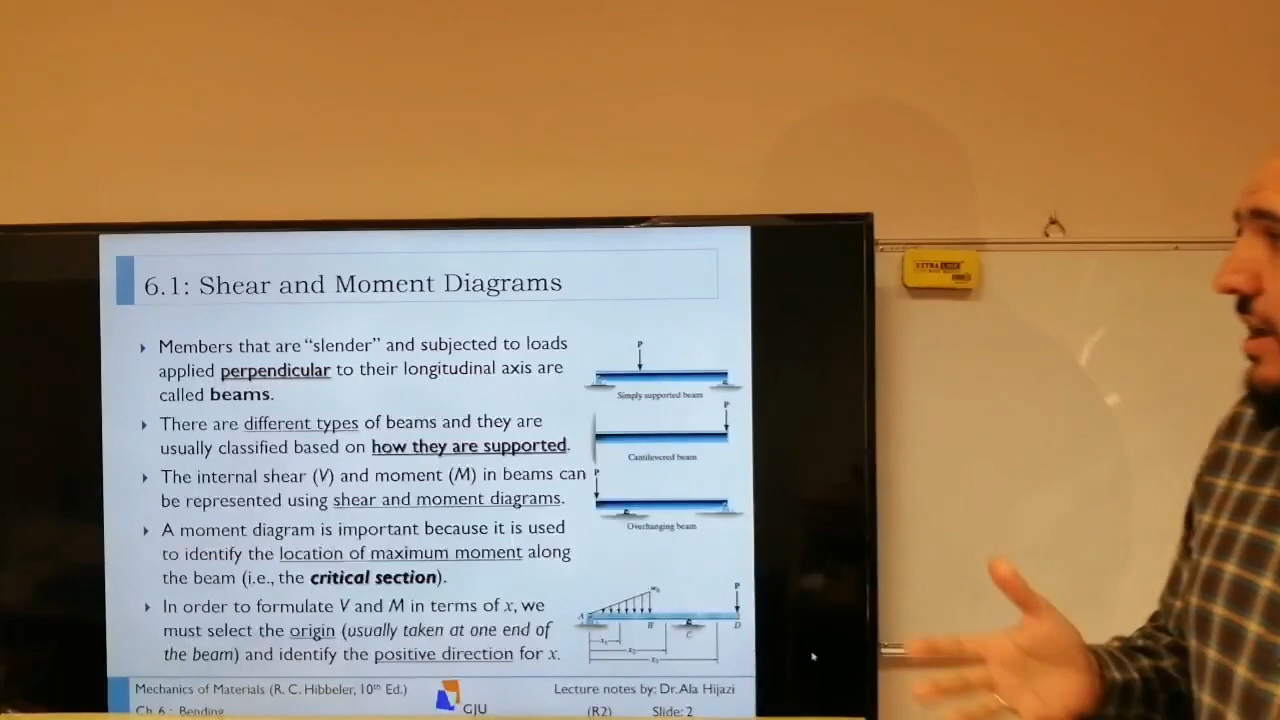 6.1: Shear and Moment Diagrams
Members that are “slender” and subjected to loads
applied perpendicular to their longitudinal axis are
called beams.
There are different types of beams and they are
usually classified based on how they are supported.
The internal shear (V) and moment (M) in beams can
be represented using shear and moment diagrams.
A moment diagram is important because it is used
to identify the location of maximum moment along
the beam (i.e., the critical section).
In order to formulate V and M in terms of x, we
must select the origin (usually taken at one end of
the beam) and identify the positive direction for x.
P
Simply supported beam
P
Cantilevered beam
P
Overhanging beam
P
A
B
C
D
Mechanics of Materials (R. C. Hibbeler, 10th Ed.)
Ch. 6: Bending
GJU
Lecture notes by: Dr. Ala Hijazi
(R2) Slide: 2
EXTRA